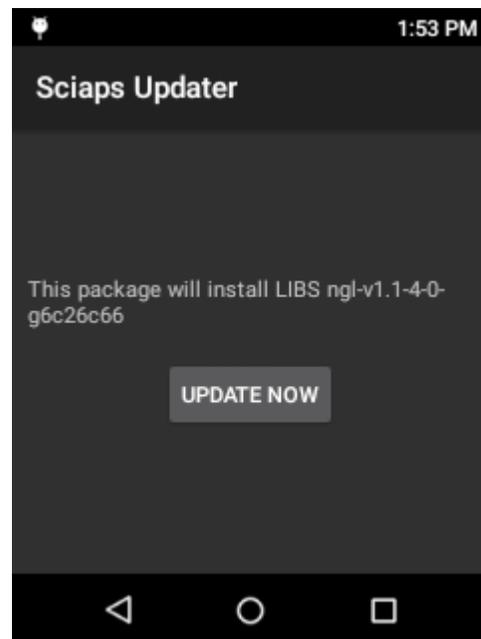 1:53 PM
Sciaps Updater
This package will install LIBS ngl-v1.1-4-0-
g6c26c66
UPDATE NOW